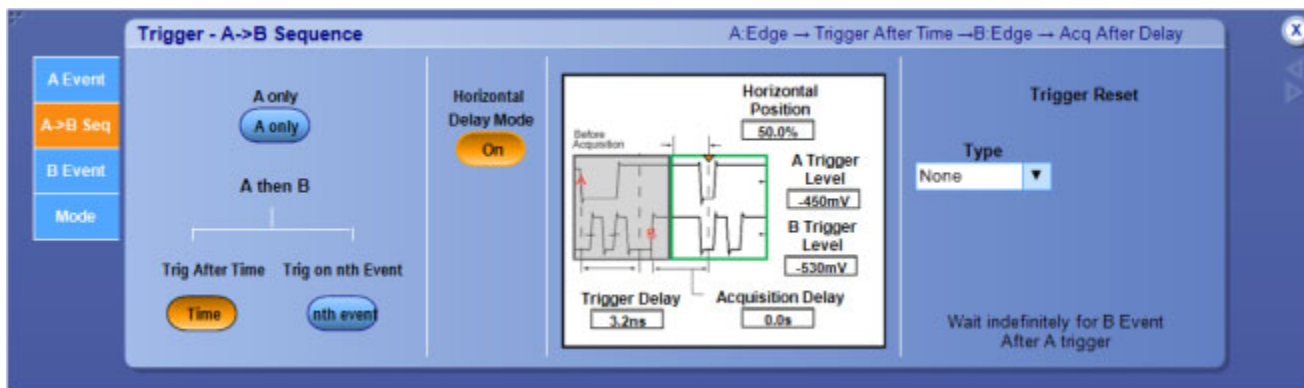 Trigger - A->B Sequence
A:Edge → Trigger After Time →B:Edge → Acq After Delay
X
A Event
A->B Seq
B Event
Mode
A only
A only
A then B
Trig After Time
Trig on nth Event
Time
nth event
Horizontal
Delay Mode
On
Horizontal
Position
50.0%
Before
Acquisition
A
B
A Trigger
Level
-450mV
B Trigger
Level
-530mV
Trigger Delay
3.2ns
Acquisition Delay
0.0s
Trigger Reset
Type
None
Wait indefinitely for B Event
After A trigger